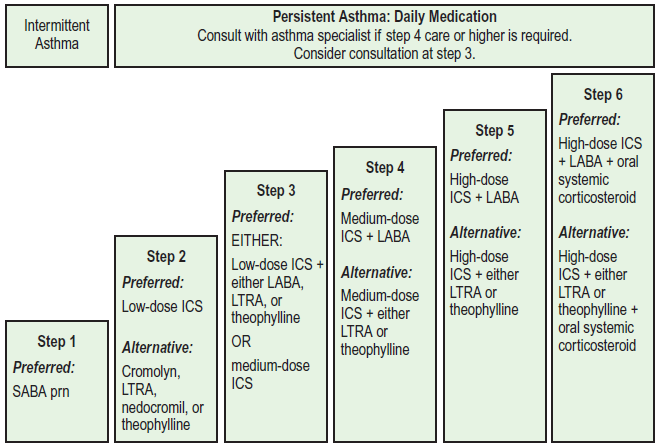 Intermittent
Asthma
Persistent Asthma: Daily Medication
Consult with asthma specialist if step 4 care or higher is required.
Consider consultation at step 3.
Step 1
Preferred:
SABA prn
Step 2
Preferred:
Low-dose ICS
Alternative:
Cromolyn,
LTRA,
nedocromil, or
theophylline
Step 3
Preferred:
EITHER:
Low-dose ICS +
either LABA,
LTRA, or
theophylline
OR
medium-dose
ICS
Step 4
Preferred:
Medium-dose
ICS + LABA
Alternative:
Medium-dose
ICS + either
LTRA or
theophylline
Step 5
Preferred:
High-dose
ICS + LABA
Alternative:
High-dose
ICS + either
LTRA or
theophylline
Step 6
Preferred:
High-dose ICS
+ LABA + oral
systemic
corticosteroid
Alternative:
High-dose
ICS + either
LTRA or
theophylline +
oral systemic
corticosteroid